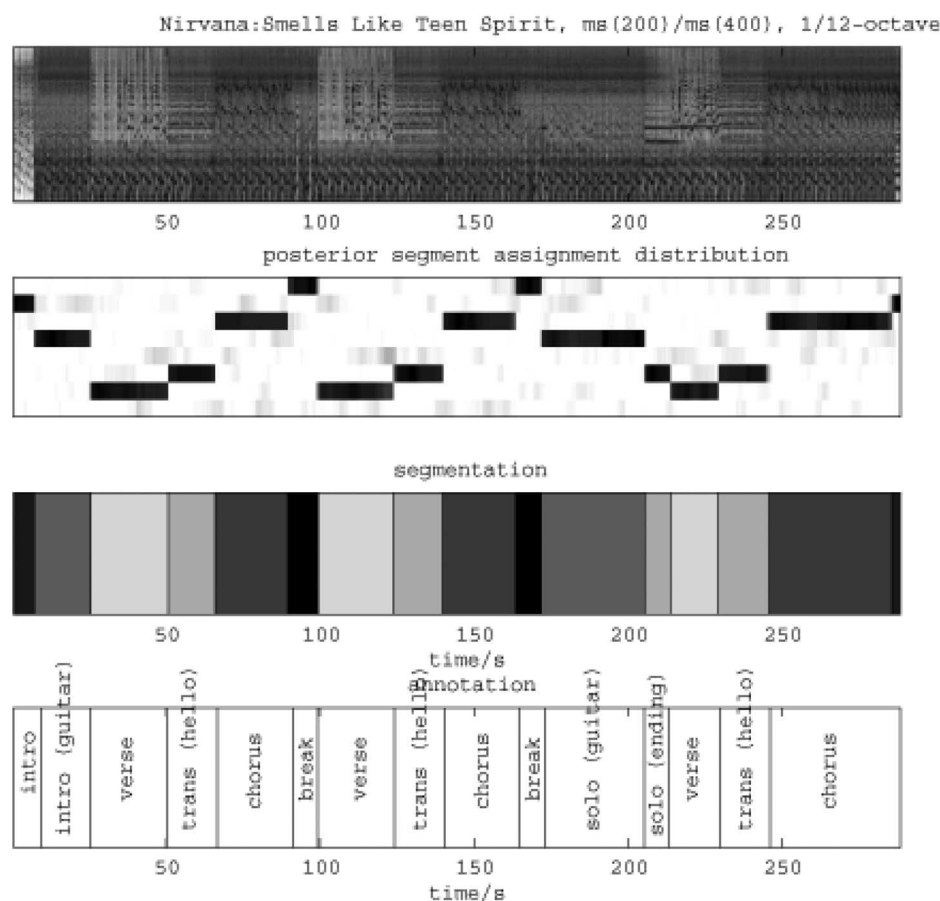 Nirvana:Smells Like Teen Spirit, ms{200}/ms{400}, 1/12-octave
50 100 150 200 250
posterior segment assignment distribution
segmentation
50 100 150 200 250
time/s
annotation
intro
intro (guitar)
verse
trans (hello)
chorus
break
verse
trans (hello)
chorus
break
solo (guitar)
solo (ending)
verse
trans (hello)
chorus
50 100 150 200 250
time/s